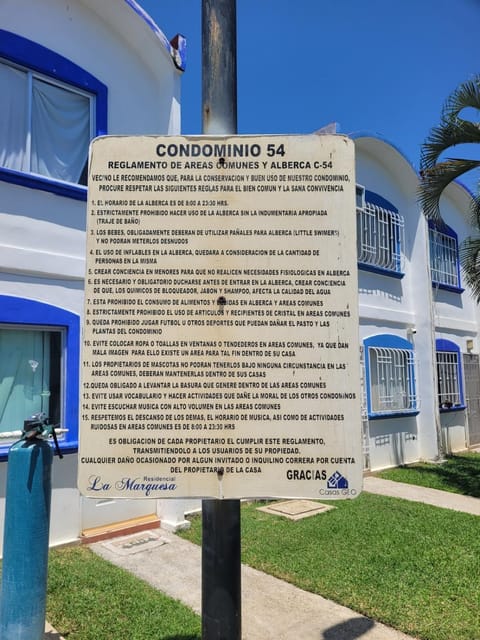 CONDOMINIO 54
REGLAMENTO DE AREAS COMUNES Y ALBERCA C-54
VECINO LE RECOMENDAMOS QUE, PARA LA CONSERVACION Y BUEN USO DE NUESTRO CONDOMINIO,
PROCURE RESPETAR LAS SIGUIENTES REGLAS PARA EL BIEN COMUN Y LA SANA CONVIVENCIA
1. EL HORARIO DE LA ALBERCA ES DE 8:00 A 23:30 HRS.
2. ESTRICTAMENTE PROHIBIDO HACER USO DE LA ALBERCA SIN LA INDUMENTARIA APROPIADA
(TRAJE DE BAÑO)
3. LOS BEBES, OBLIGADAMENTE DEBERAN DE UTILIZAR PAÑALES PARA ALBERCA (LITTLE SWIMER')
Y NO PODRAN METERLOS DESNUDOS
4. EL USO DE INFLABLES EN LA ALBERCA, QUEDARA A CONSIDERACION DE LA CANTIDAD DE
PERSONAS EN LA MISMA
5. CREAR CONCIENCIA EN MENORES PARA QUE NO REALICEN NECESIDADES FISIOLOGICAS EN ALBERCA
6. ES NECESARIO Y OBLIGATORIO DUCHARSE ANTES DE ENTRAR EN LA ALBERCA, CREAR CONCIENCIA
DE QUE, LOS QUIMICOS DE BLOQUEADOR, JABON Y SHAMPOO, AFECTA LA CALIDAD DEL AGUA
7. ESTA PROHIBIDO EL CONSUMO DE ALIMENTOS Y BEBIDAS EN ALBERCA Y AREAS COMUNES
8. ESTRICTAMENTE PROHIBIDO EL USO DE ARTICULOS Y RECIPIENTES DE CRISTAL EN AREAS COMUNES
9. QUEDA PROHIBIDO JUGAR FUTBOL U OTROS DEPORTES QUE PUEDAN DAÑAR EL PASTO Y LAS
PLANTAS DEL CONDOMINIO
10. EVITE COLOCAR ROPA O TOALLAS EN VENTANAS O TENDEDEROS EN AREAS COMUNES, YA QUE DAN
MALA IMAGEN PARA ELLO EXISTE UN AREA PARA TAL FIN DENTRO DE SU CASA
11. LOS PROPIETARIOS DE MASCOTAS NO PODRAN TENERLOS BAJO NINGUNA CIRCUNSTANCIA EN LAS
AREAS COMUNES, DEBERAN MANTENERLAS DENTRO DE SUS CASAS
12. QUEDA OBLIGADO A LEVANTAR LA BASURA QUE GENERE DENTRO DE LAS AREAS COMUNES
13. EVITE USAR VOCABULARIO Y HACER ACTIVIDADES QUE DAÑE LA MORAL DE LOS OTROS CONDOMINOS
14. EVITE ESCUCHAR MUSICA CON ALTO VOLUMEN EN LAS AREAS COMUNES
15. RESPETEMOS EL DESCANSO DE LOS DEMAS, EL HORARIO DE MUSICA, ASI COMO DE ACTIVIDADES
RUIDOSAS EN AREAS COMUNES ES DE 8:00 A 23:30 HRS
ES OBLIGACION DE CADA PROPIETARIO EL CUMPLIR ESTE REGLAMENTO,
TRANSMITIENDOLO A LOS USUARIOS DE SU PROPIEDAD.
CUALQUIER DAÑO OCASIONADO POR ALGUN INVITADO O INQUILINO CORRERA POR CUENTA
DEL PROPIETARIO DE LA CASA
GRACIAS
Residencial
La Marquesa
Casas GEO